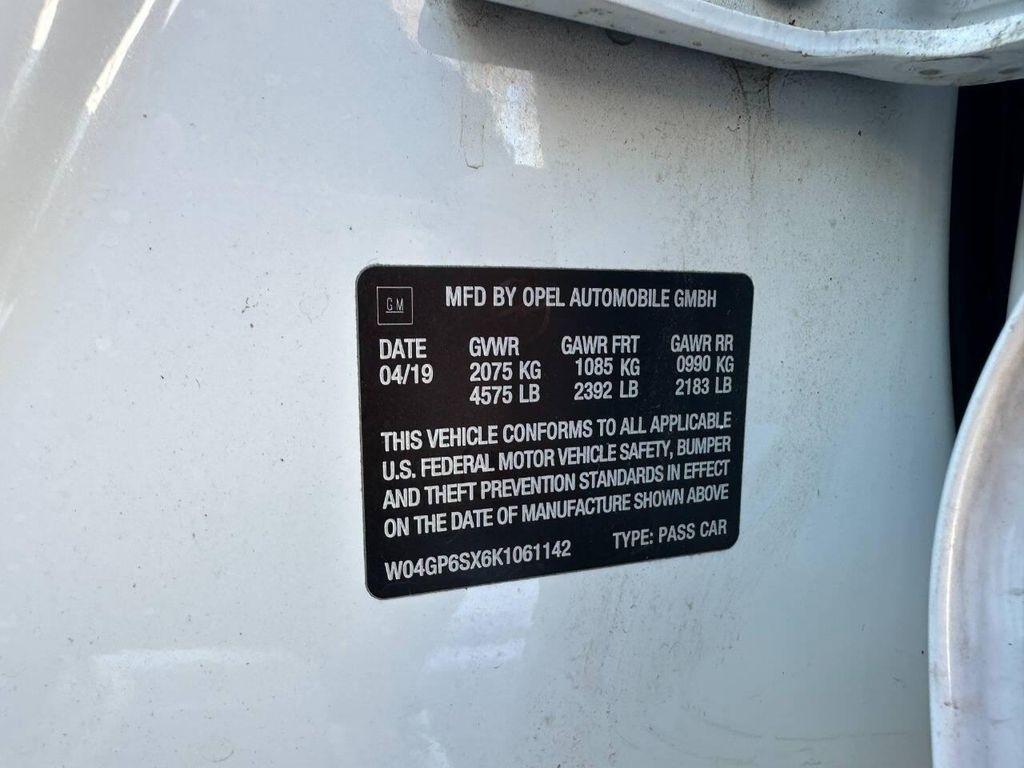 GM
MFD BY OPEL AUTOMOBILE GMBH
DATE GVWR GAWR FRT GAWR RR
04/19 2075 KG 1085 KG 0990 KG
4575 LB 2392 LB 2183 LB
THIS VEHICLE CONFORMS TO ALL APPLICABLE
U.S. FEDERAL MOTOR VEHICLE SAFETY, BUMPER
AND THEFT PREVENTION STANDARDS IN EFFECT
ON THE DATE OF MANUFACTURE SHOWN ABOVE
W04GP6SX6K1061142 TYPE: PASS CAR